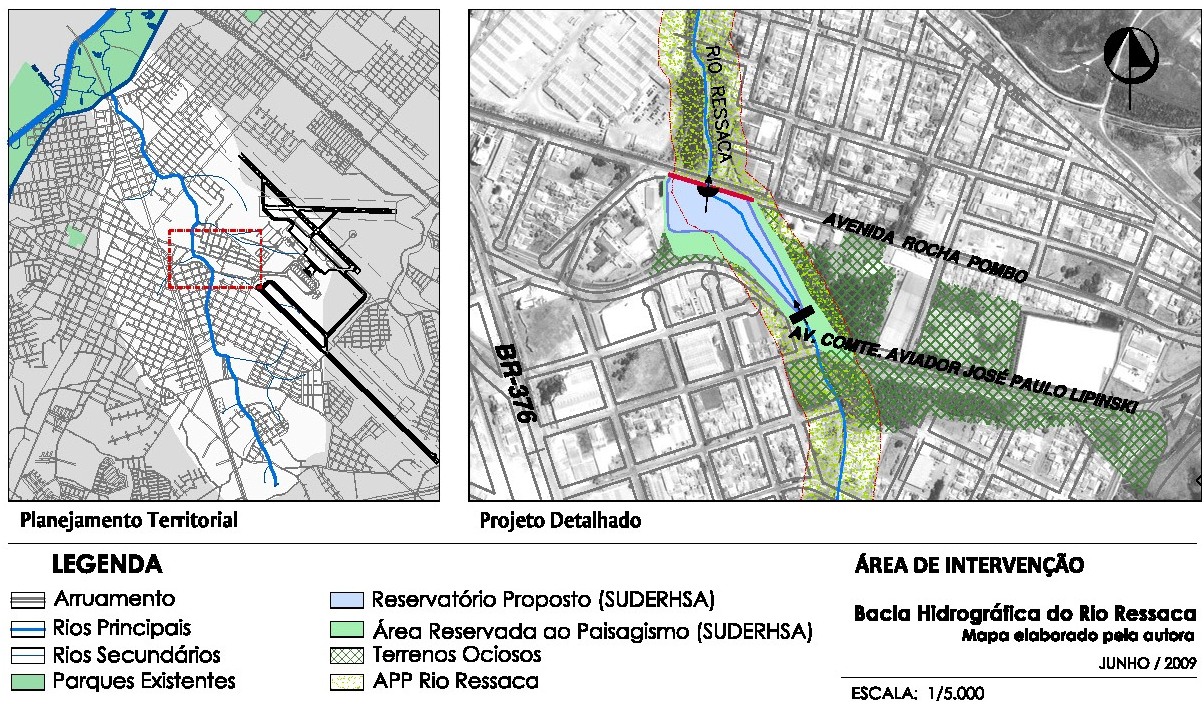 RIO RESSACA
AVENIDA ROCHA POMBO
AV. COMTE. AVIADOR JOSÉ PAULO LIPINSKI
BR-376
Planejamento Territorial
Projeto Detalhado
LEGENDA
Arruamento
Rios Principais
Rios Secundários
Parques Existentes
Reservatório Proposto (SUDERHSA)
Área Reservada ao Paisagismo (SUDERHSA)
Terrenos Ociosos
APP Rio Ressaca
ÁREA DE INTERVENÇÃO
Bacia Hidrográfica do Rio Ressaca
Mapa elaborado pela autora
JUNHO / 2009
ESCALA: 1/5.000